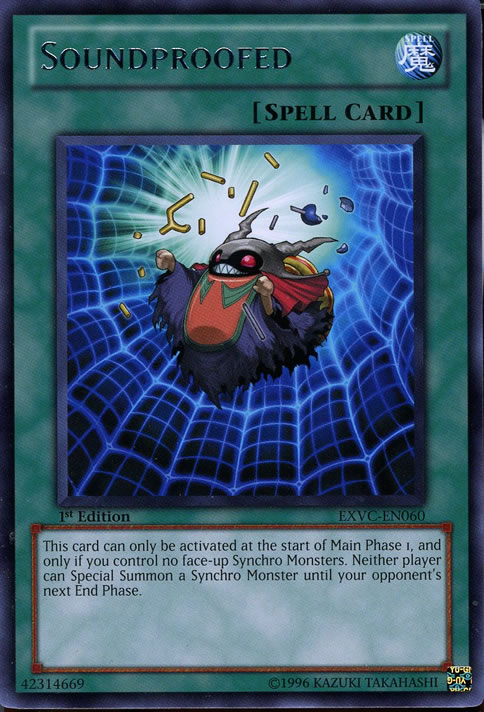 SOUNDPROOFED
SPELL
魔
[SPELL CARD]
1st Edition
EXVC-EN060
This card can only be activated at the start of Main Phase 1, and
only if you control no face-up Synchro Monsters. Neither player
can Special Summon a Synchro Monster until your opponent's
next End Phase.
42314669
©1996 KAZUKI TAKAHASHI